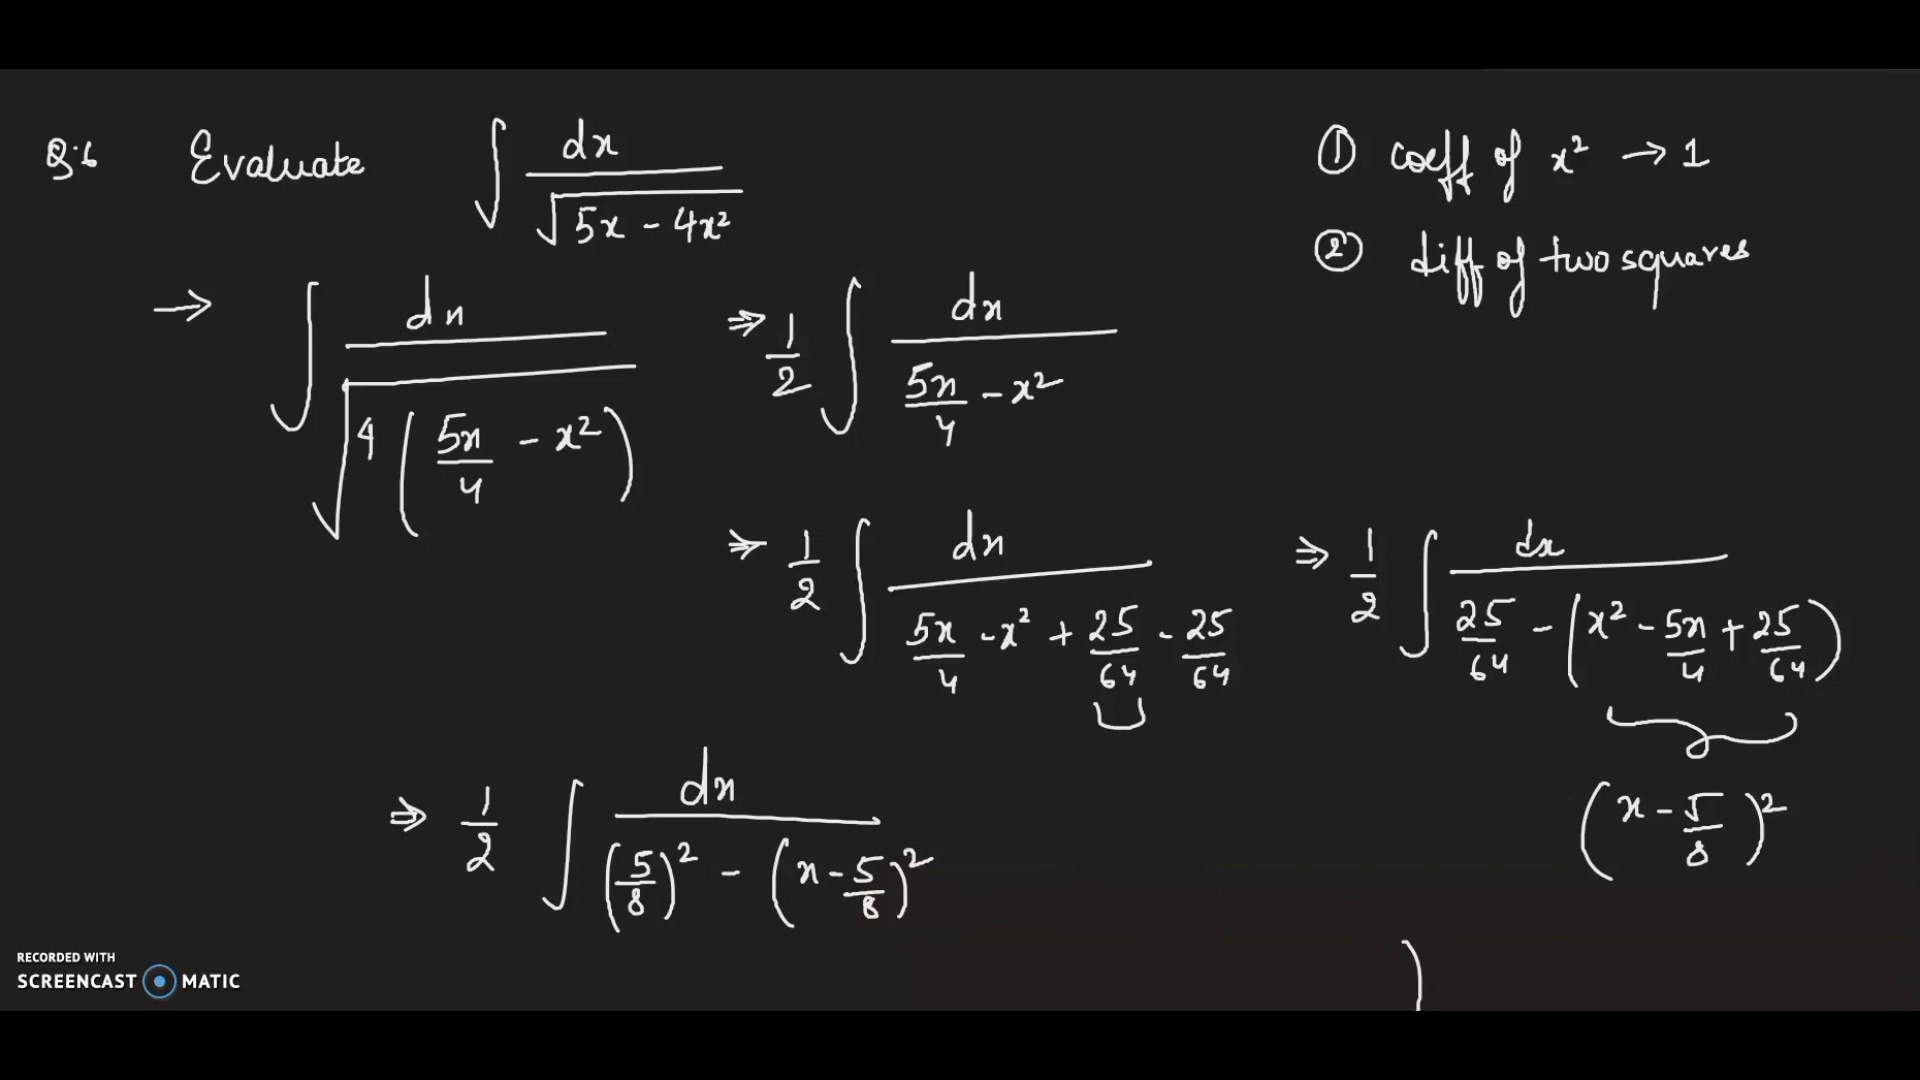 Q.6 Evaluate ∫ dx / √(5x - 4x²)
① coeff of x² → 1
② diff of two squares
→ ∫ dx / √(4(5x/4 - x²)) ⇒ 1/2 ∫ dx / (5x/4 - x²)
⇒ 1/2 ∫ dx / (5x/4 - x² + 25/64 - 25/64) ⇒ 1/2 ∫ dx / (25/64 - (x² - 5x/4 + 25/64))
(x - 5/8)²
⇒ 1/2 ∫ dx / ((5/8)² - (x - 5/8)²)
)
RECORDED WITH
SCREENCAST MATIC